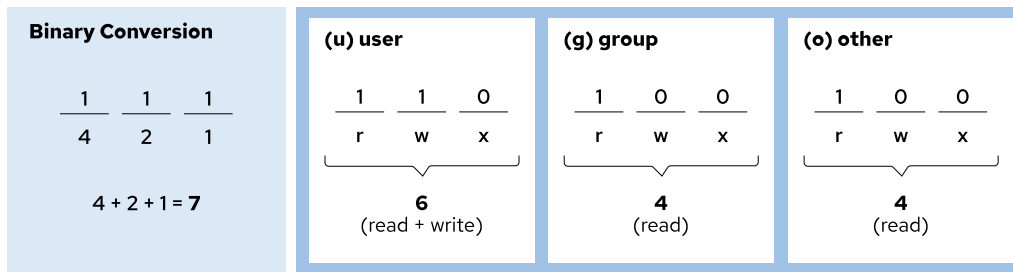 Binary Conversion
1 1 1
4 2 1
4 + 2 + 1 = 7
(u) user
1 1 0
r w x
6
(read + write)
(g) group
1 0 0
r w x
4
(read)
(o) other
1 0 0
r w x
4
(read)